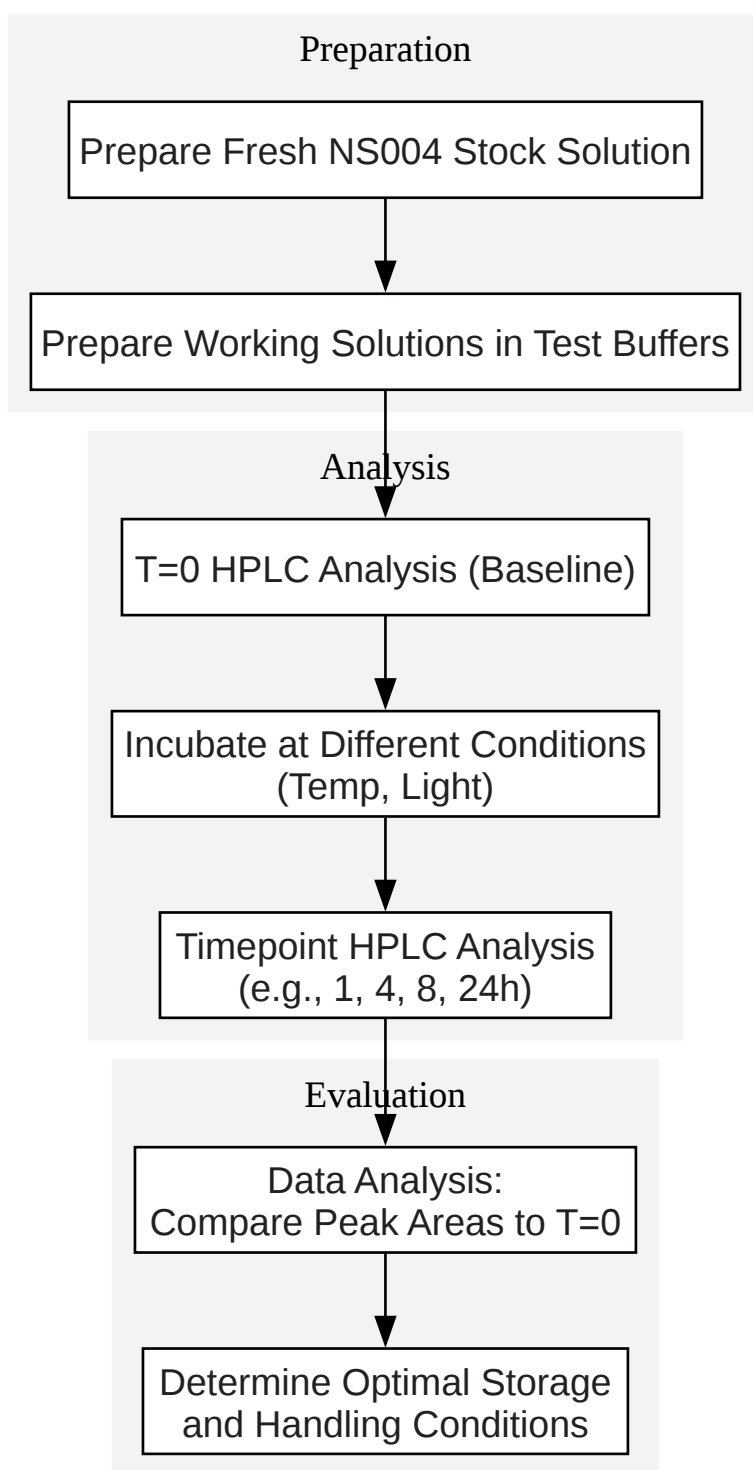 Preparation
Prepare Fresh NS004 Stock Solution
Prepare Working Solutions in Test Buffers
Analysis
T=0 HPLC Analysis (Baseline)
Incubate at Different Conditions
(Temp, Light)
Timepoint HPLC Analysis
(e.g., 1, 4, 8, 24h)
Evaluation
Data Analysis:
Compare Peak Areas to T=0
Determine Optimal Storage
and Handling Conditions